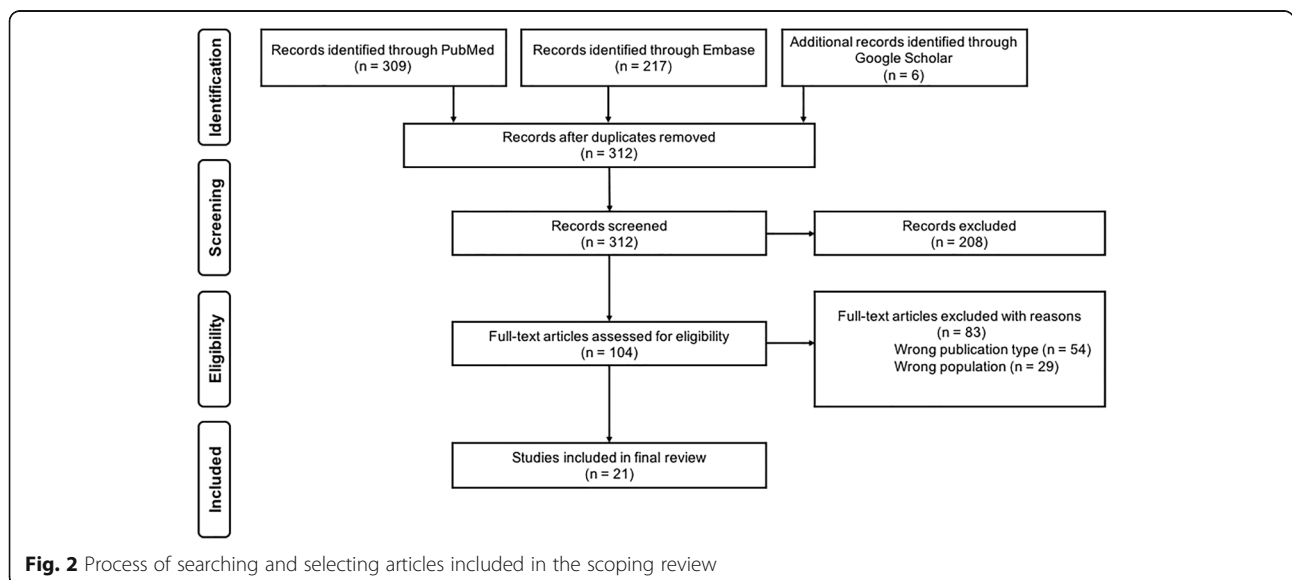 Identification
Records identified through PubMed
(n = 309)
Records identified through Embase
(n = 217)
Additional records identified through
Google Scholar
(n = 6)
Records after duplicates removed
(n = 312)
Screening
Records screened
(n = 312)
Records excluded
(n = 208)
Eligibility
Full-text articles assessed for eligibility
(n = 104)
Full-text articles excluded with reasons
(n = 83)
Wrong publication type (n = 54)
Wrong population (n = 29)
Included
Studies included in final review
(n = 21)
Fig. 2 Process of searching and selecting articles included in the scoping review